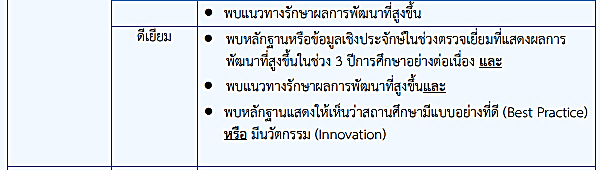 ● พบแนวทางรักษาผลการพัฒนาที่สูงขึ้น
ดีเยี่ยม
● พบหลักฐานหรือข้อมูลเชิงประจักษ์ในช่วงตรวจเยี่ยมที่แสดงผลการ
พัฒนาที่สูงขึ้นในช่วง 3 ปีการศึกษาอย่างต่อเนื่อง และ
● พบแนวทางรักษาผลการพัฒนาที่สูงขึ้นและ
● พบหลักฐานแสดงให้เห็นว่าสถานศึกษามีแบบอย่างที่ดี (Best Practice)
หรือ มีนวัตกรรม (Innovation)